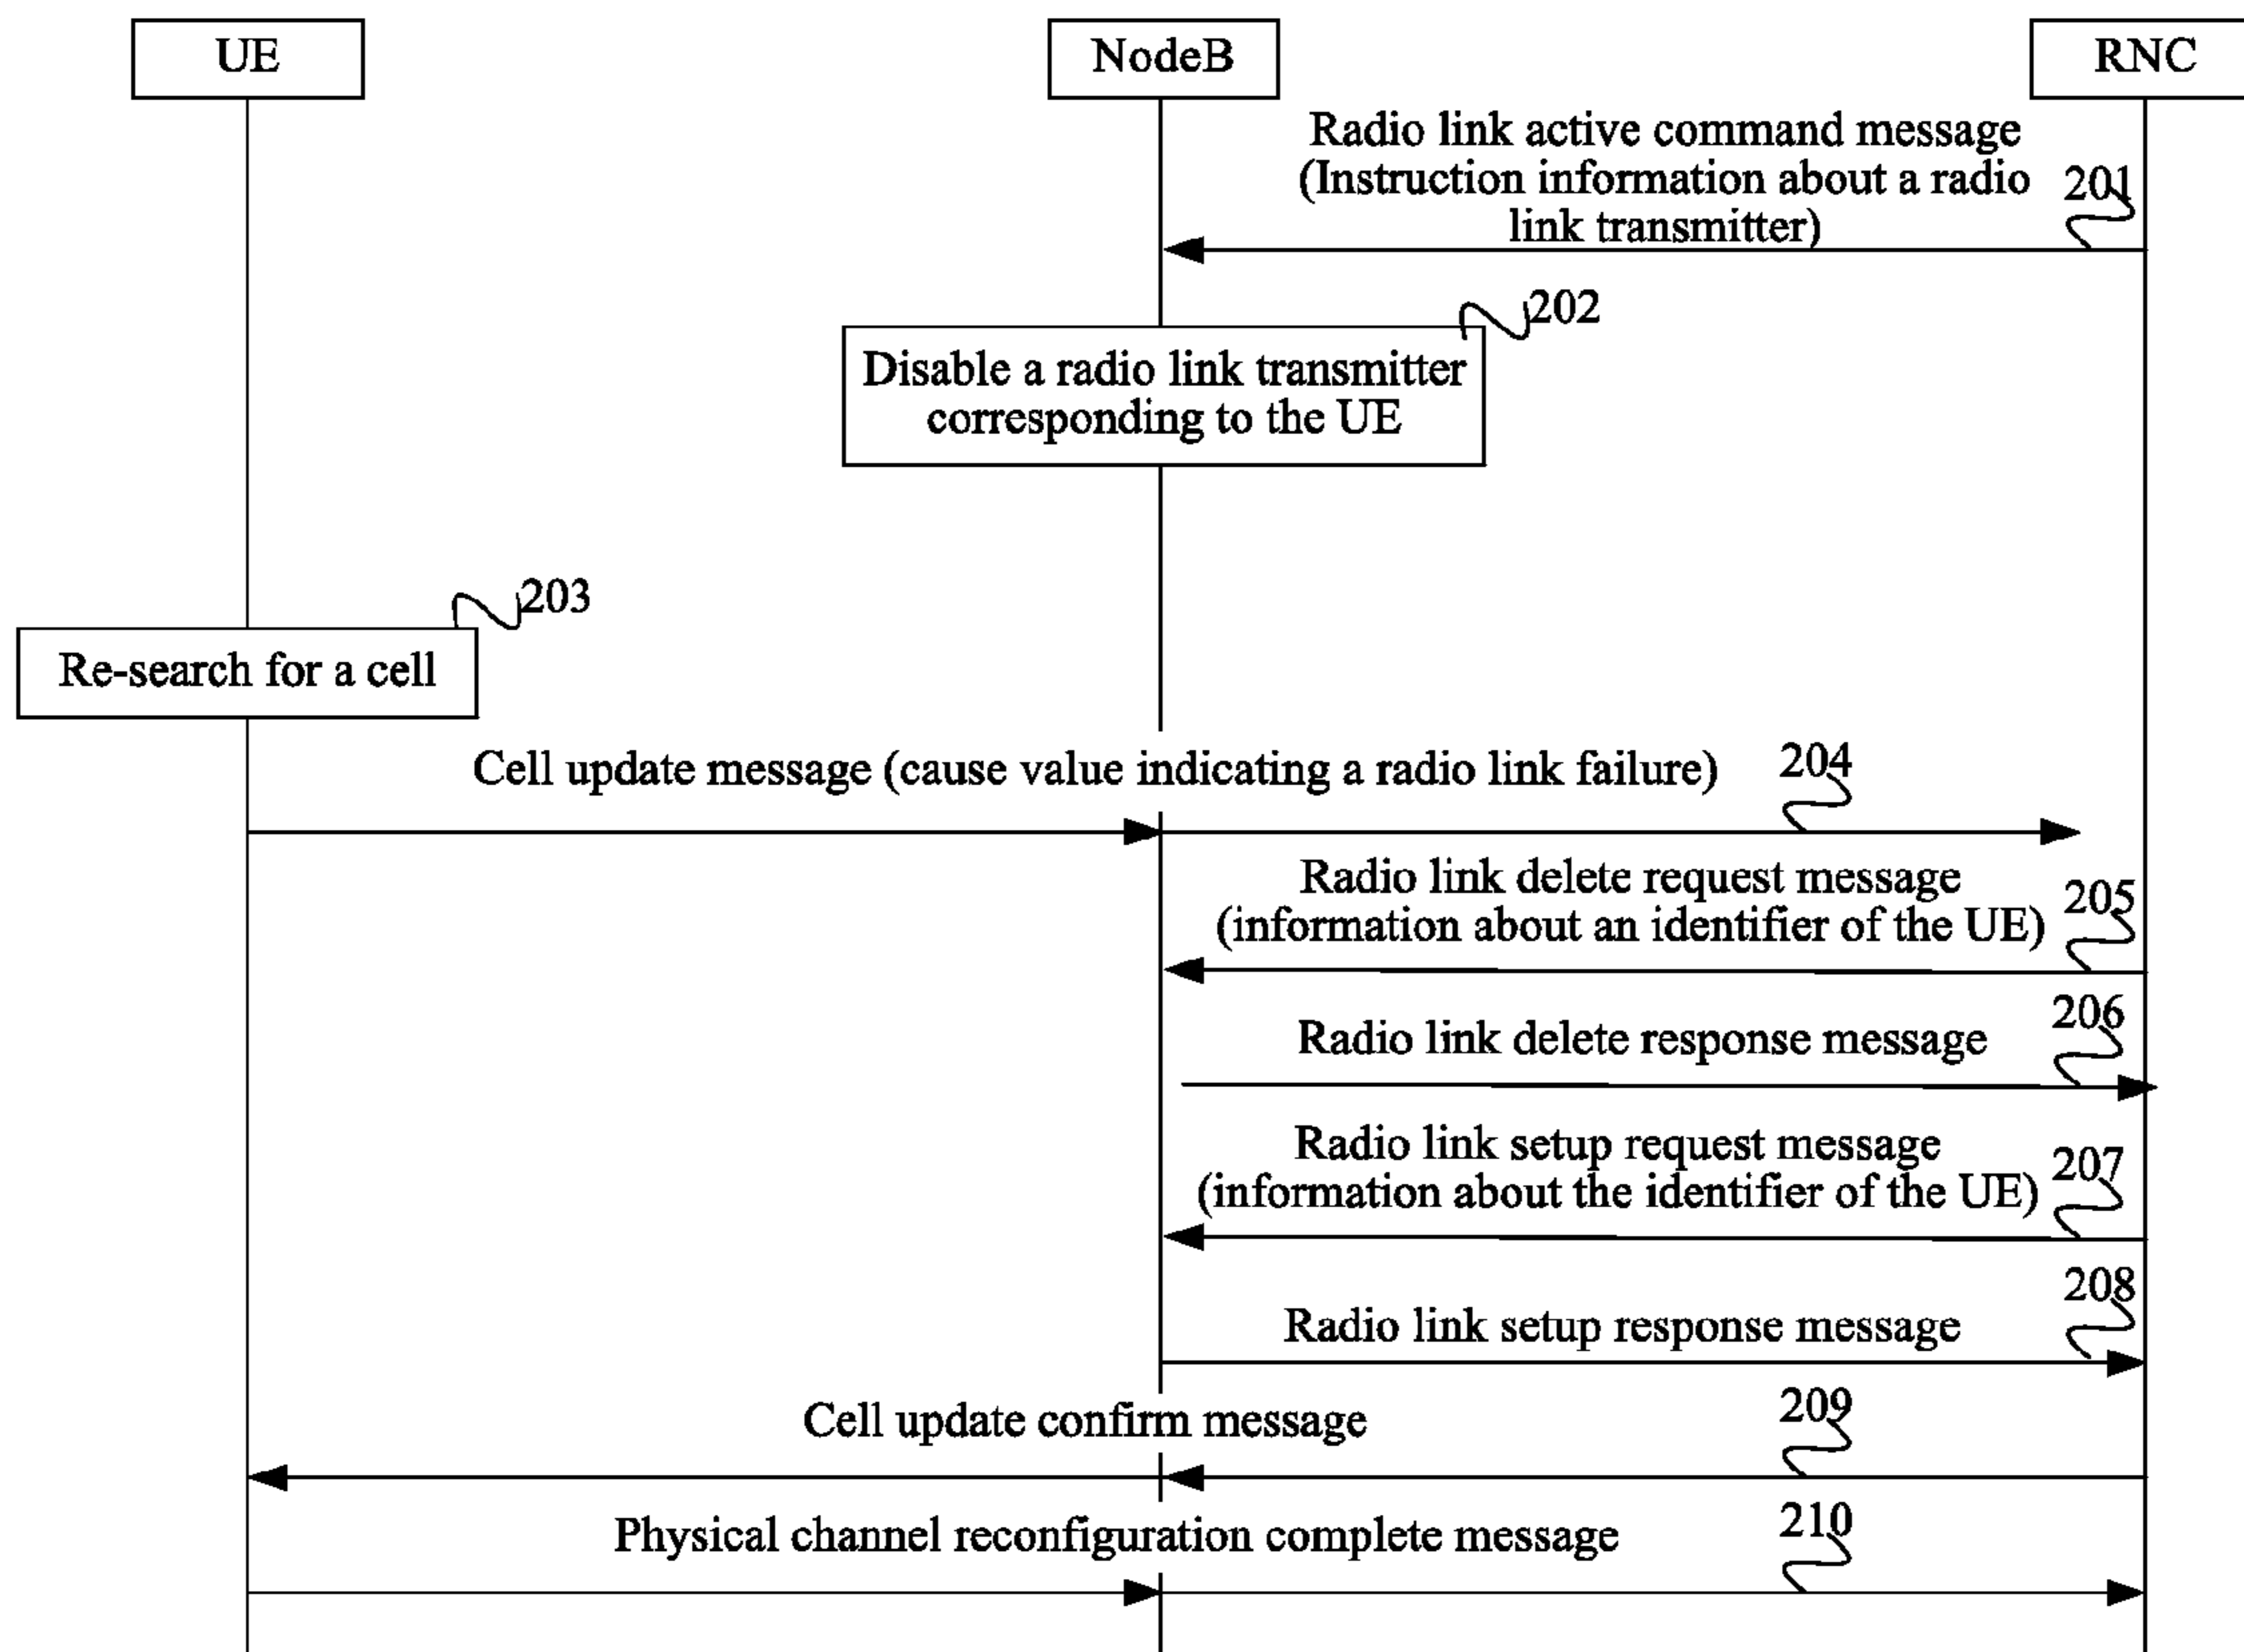 UE
NodeB
RNC
Radio link active command message
(Instruction information about a radio
link transmitter)
201
202
Disable a radio link transmitter
corresponding to the UE
203
Re-search for a cell
Cell update message (cause value indicating a radio link failure)
204
Radio link delete request message
(information about an identifier of the UE)
205
Radio link delete response message
206
Radio link setup request message
(information about the identifier of the UE)
207
Radio link setup response message
208
Cell update confirm message
209
Physical channel reconfiguration complete message
210